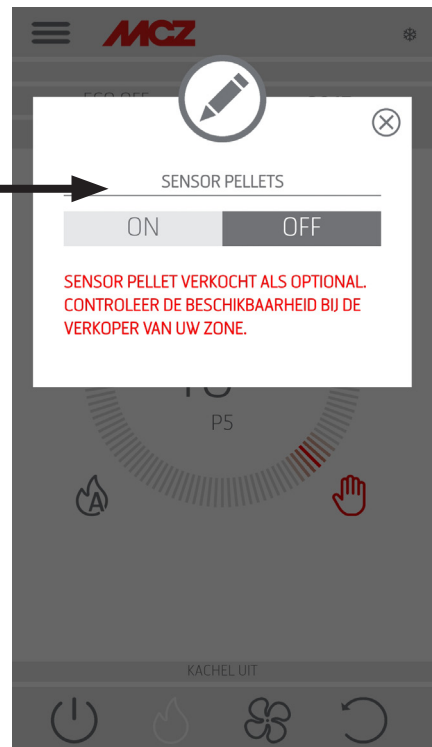 MCZ
SENSOR PELLETS
ON OFF
SENSOR PELLET VERKOCHT ALS OPTIONAL.
CONTROLEER DE BESCHIKBAARHEID BIJ DE
VERKOPER VAN UW ZONE.
P5
A
KACHEL UIT